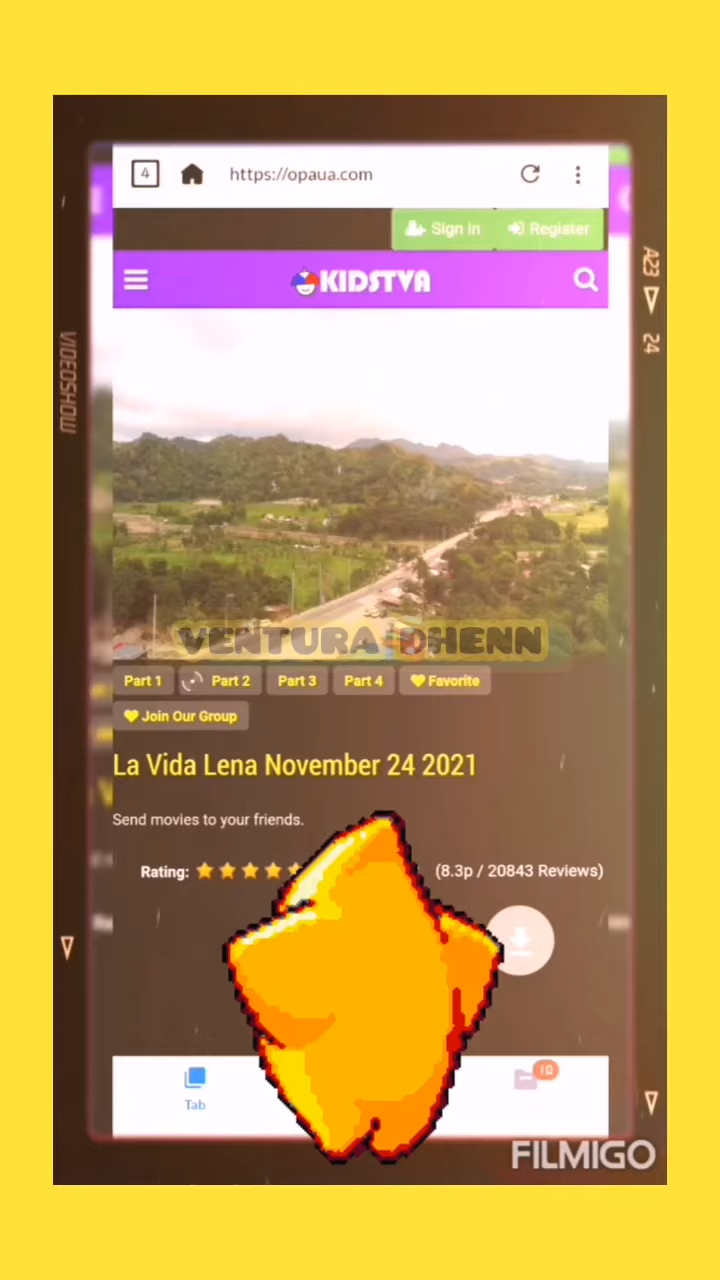 4
https://opaua.com
Sign in
Register
KIDSTVA
A23
24
VIDEOSHOW
VENTURA DHENN
Part 1
Part 2
Part 3
Part 4
Favorite
Join Our Group
La Vida Lena November 24 2021
Send movies to your friends.
Rating:
(8.3p / 20843 Reviews)
Tab
FILMIGO